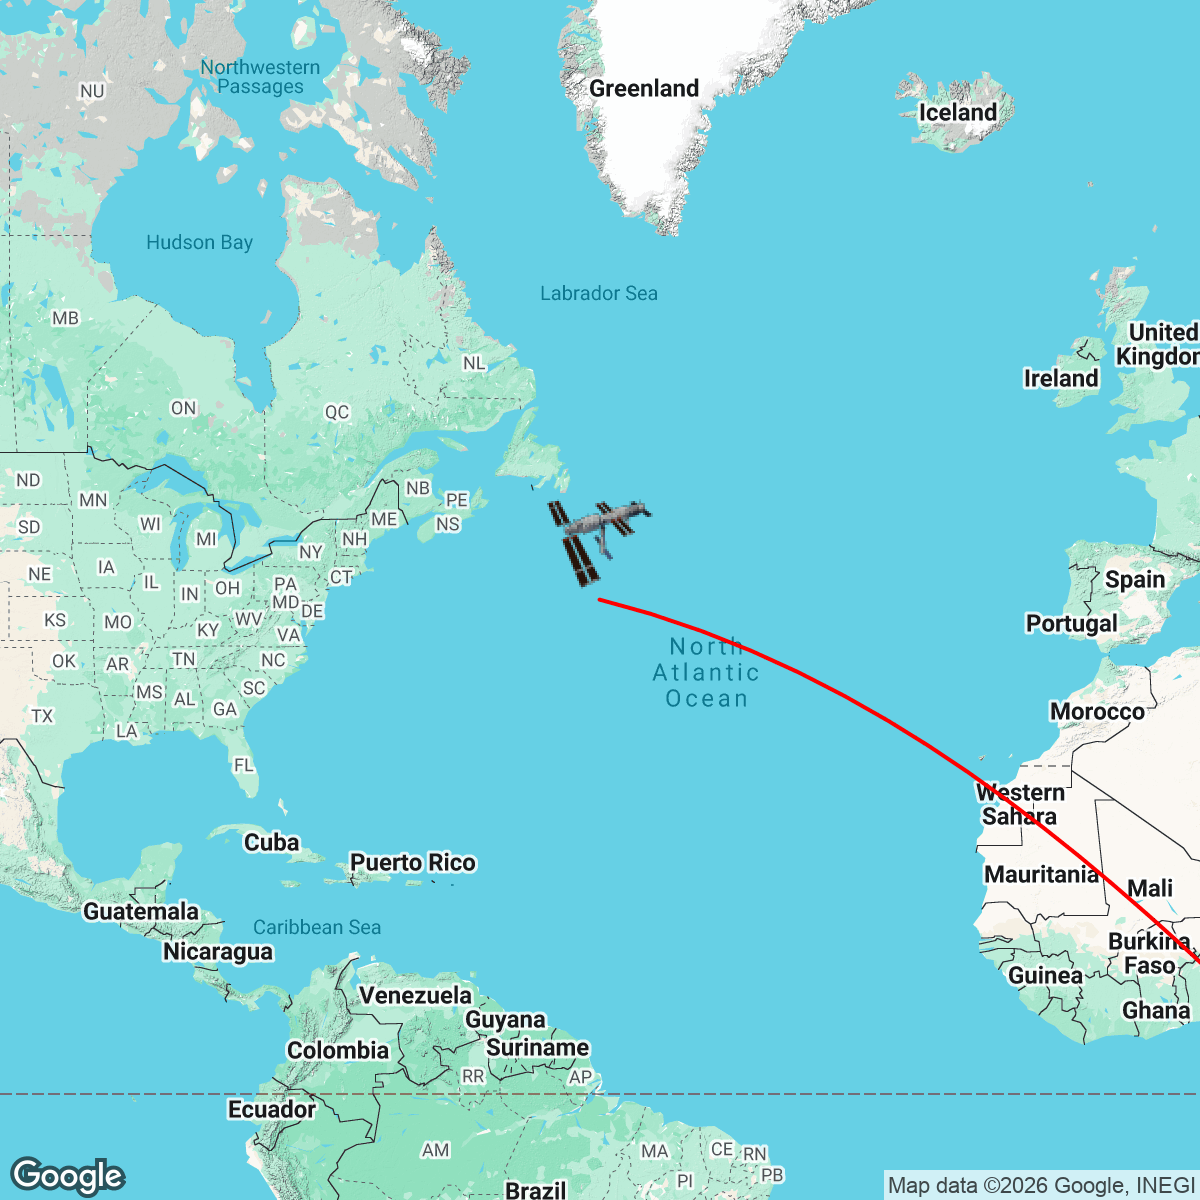 Greenland
Iceland
Northwestern
Passages
NU
Hudson Bay
Labrador Sea
MB
United
Kingdor
Ireland
NL
ON
QC
ND
MN
NB
PE
SD
WI
MI
ME
NS
NY
NH
NE
IA
IL
IN
OH
PA
CT
Spain
MD
DE
KS
MO
KY
WV
VA
Portugal
North
Atlantic
Ocean
OK
AR
TN
NC
MS
AL
SC
GA
TX
LA
Morocco
FL
Western
Sahara
Cuba
Puerto Rico
Mauritania
Mali
Guatemala
Caribbean Sea
Nicaragua
Burkina
Faso
Guinea
Venezuela
Guyana
Ghana
Suriname
Colombia
RR
AP
Ecuador
AM
MA
CE
RN
PI
PB
Brazil
Google
Map data ©2026 Google, INEGI